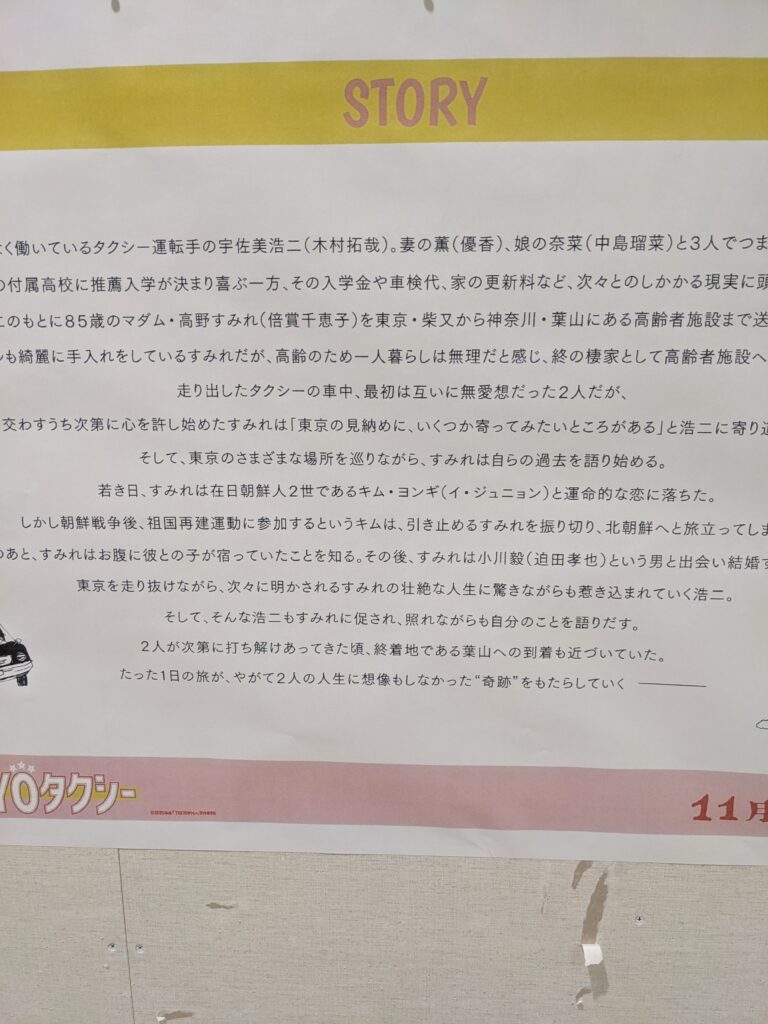 STORY
く働いているタクシー運転手の宇佐美浩二(木村拓哉)。妻の薫(優香)、娘の奈菜(中島瑠菜)と3人でつま
の付属高校に推薦入学が決まり喜ぶ一方、その入学金や車検代、家の更新料など、次々とのしかかる現実に頭
このもとに85歳のマダム・高野すみれ(倍賞千恵子)を東京・柴又から神奈川・葉山にある高齢者施設まで送
も綺麗に手入れをしているすみれだが、高齢のため一人暮らしは無理だと感じ、終の棲家として高齢者施設へ
走り出したタクシーの車中、最初は互いに無愛想だった2人だが、
交わすうち次第に心を許し始めたすみれは「東京の見納めに、いくつか寄ってみたいところがある」と浩二に寄り道
そして、東京のさまざまな場所を巡りながら、すみれは自らの過去を語り始める。
若き日、すみれは在日朝鮮人2世であるキム・ヨンギ(イ・ジュニョン)と運命的な恋に落ちた。
しかし朝鮮戦争後、祖国再建運動に参加するというキムは、引き止めるすみれを振り切り、北朝鮮へと旅立ってしま
のあと、すみれはお腹に彼との子が宿っていたことを知る。その後、すみれは小川毅(迫田孝也)という男と出会い結婚す
東京を走り抜けながら、次々に明かされるすみれの壮絶な人生に驚きながらも惹き込まれていく浩二。
そして、そんな浩二もすみれに促され、照れながらも自分のことを語りだす。
2人が次第に打ち解けあってきた頃、終着地である葉山への到着も近づいていた。
たった1日の旅が、やがて2人の人生に想像もしなかった“奇跡”をもたらしていく ―――
YOタクシー
11月